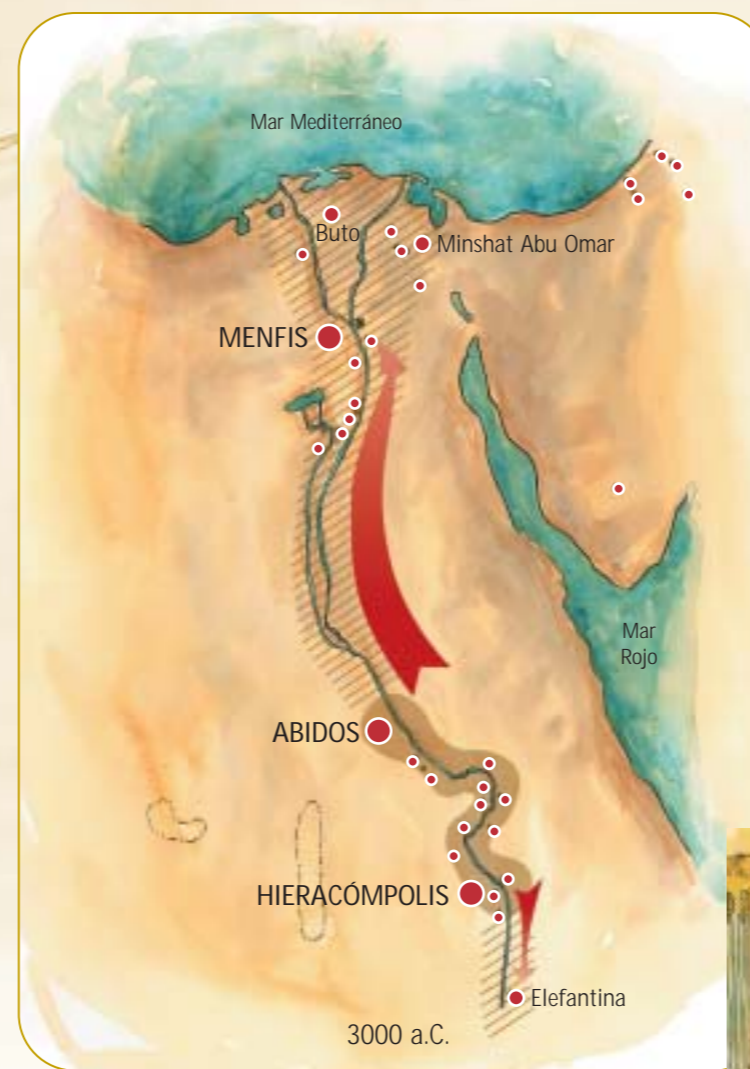 Mar Mediterráneo
Buto
Minshat Abu Omar
MENFIS
Mar
Rojo
ABIDOS
HIERACÓMPOLIS
Elefantina
3000 a.C.